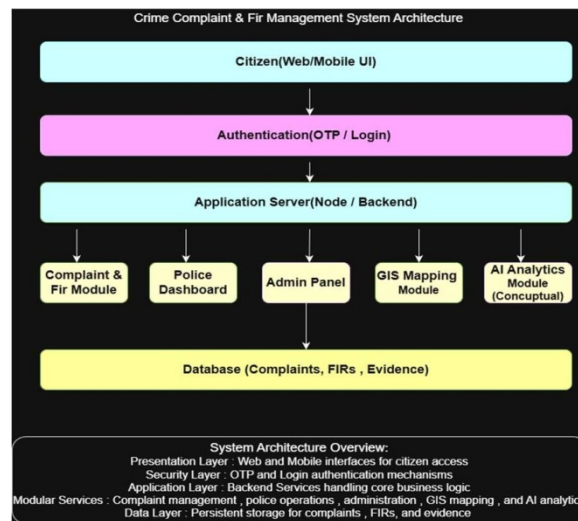 Crime Complaint & Fir Management System Architecture
Citizen(Web/Mobile UI)
Authentication(OTP / Login)
Application Server(Node / Backend)
Complaint &
Fir Module
Police
Dashboard
Admin Panel
GIS Mapping
Module
AI Analytics
Module
(Concuptual)
Database (Complaints, FIRs , Evidence)
System Architecture Overview:
Presentation Layer : Web and Mobile interfaces for citizen access
Security Layer : OTP and Login authentication mechanisms
Application Layer : Backend Services handling core business logic
Modular Services : Complaint management , police operations , administration , GIS mapping , and AI analytic
Data Layer : Persistent storage for complaints , FIRs, and evidence